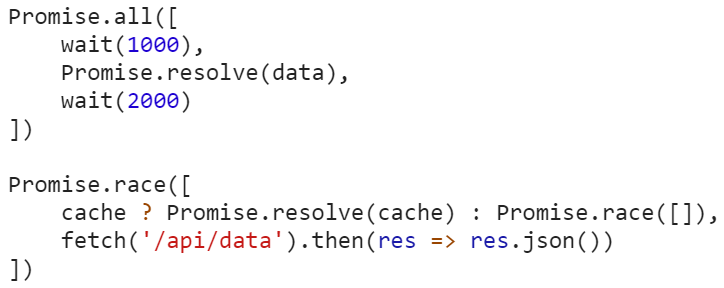 Promise.all([
    wait(1000),
    Promise.resolve(data),
    wait(2000)
])

Promise.race([
    cache ? Promise.resolve(cache) : Promise.race([]),
    fetch('/api/data').then(res => res.json())
])